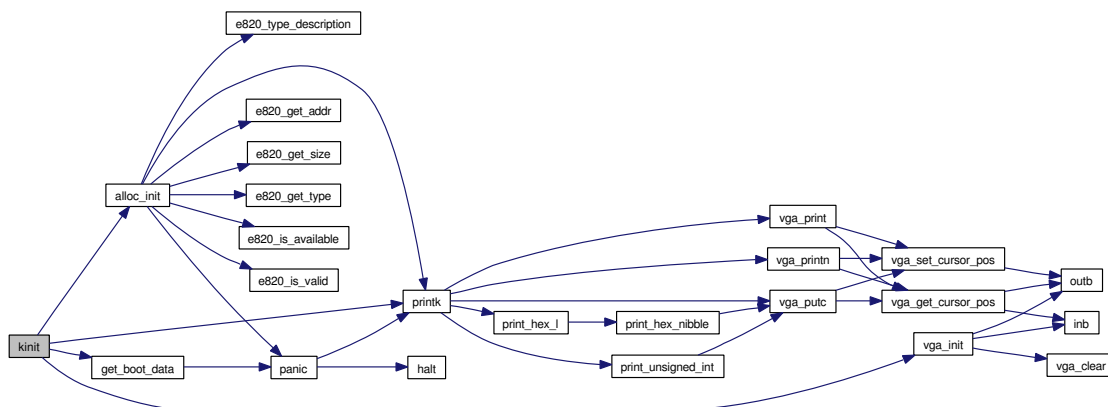 e820_type_description
e820_get_addr
e820_get_size
alloc_init
e820_get_type
vga_print
e820_is_available
vga_printn
vga_set_cursor_pos
e820_is_valid
outb
printk
vga_putc
vga_get_cursor_pos
print_hex_l
print_hex_nibble
inb
kinit
vga_init
get_boot_data
panic
halt
print_unsigned_int
vga_clear